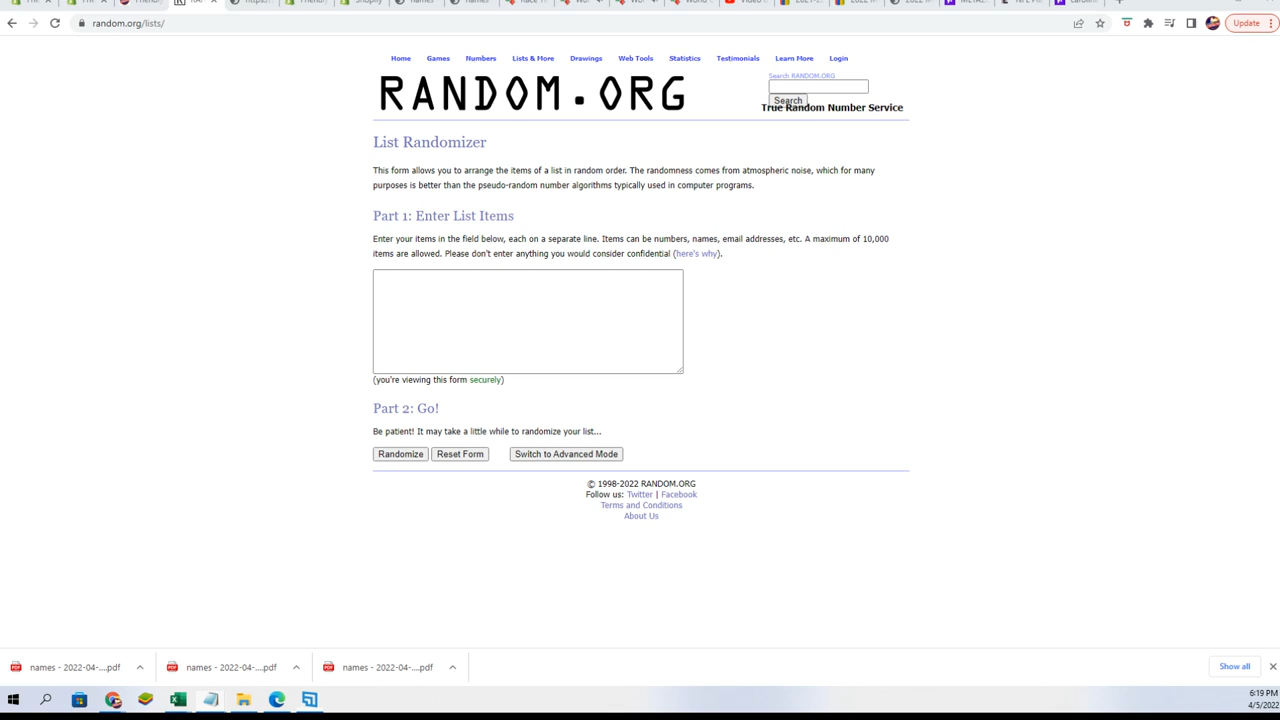 random.org/lists/
Update
Home Games Numbers Lists & More Drawings Web Tools Statistics Testimonials Learn More Login
RANDOM.ORG
Search RANDOM.ORG
Search
True Random Number Service
List Randomizer
This form allows you to arrange the items of a list in random order. The randomness comes from atmospheric noise, which for many
purposes is better than the pseudo-random number algorithms typically used in computer programs.
Part 1: Enter List Items
Enter your items in the field below, each on a separate line. Items can be numbers, names, email addresses, etc. A maximum of 10,000
items are allowed. Please don't enter anything you would consider confidential (here's why).
(you're viewing this form securely)
Part 2: Go!
Be patient! It may take a little while to randomize your list...
Randomize Reset Form Switch to Advanced Mode
© 1998-2022 RANDOM.ORG
Follow us: Twitter | Facebook
Terms and Conditions
About Us
names - 2022-04-....pdf names - 2022-04-....pdf names - 2022-04-....pdf Show all
6:19 PM
4/5/2022